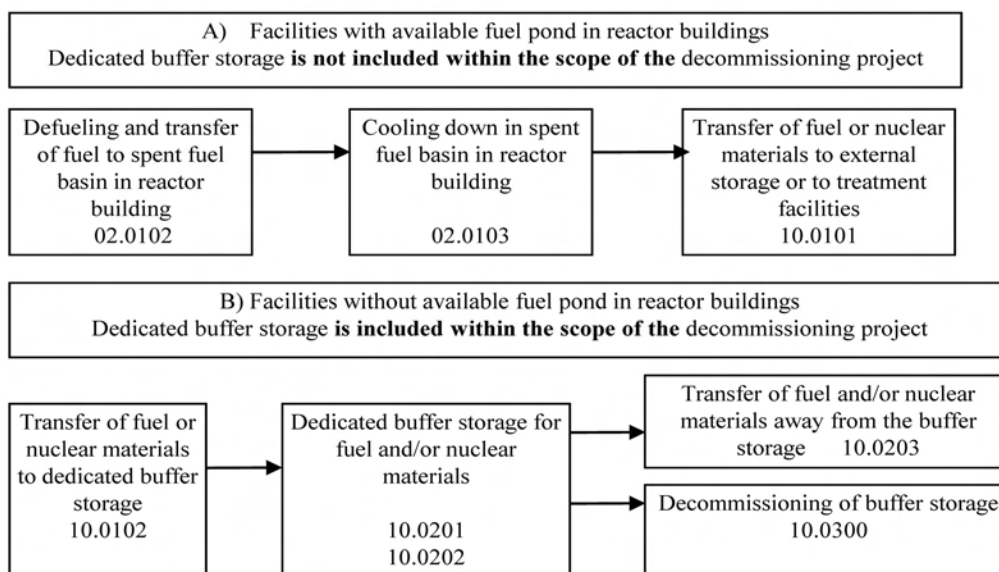 A) Facilities with available fuel pond in reactor buildings
Dedicated buffer storage is not included within the scope of the decommissioning project
Defueling and transfer
of fuel to spent fuel
basin in reactor
building
02.0102
Cooling down in spent
fuel basin in reactor
building
02.0103
Transfer of fuel or nuclear
materials to external
storage or to treatment
facilities
10.0101
B) Facilities without available fuel pond in reactor buildings
Dedicated buffer storage is included within the scope of the decommissioning project
Transfer of fuel or
nuclear materials
to dedicated buffer
storage
10.0102
Dedicated buffer storage for
fuel and/or nuclear
materials
10.0201
10.0202
Transfer of fuel and/or nuclear
materials away from the buffer
storage 10.0203
Decommissioning of buffer storage
10.0300